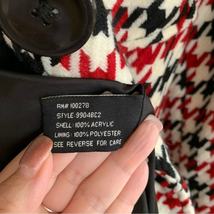 RN# 100278
STYLE: 9904BC2
SHELL: 100% ACRYLIC
LINING: 100% POLYESTER
SEE REVERSE FOR CARE